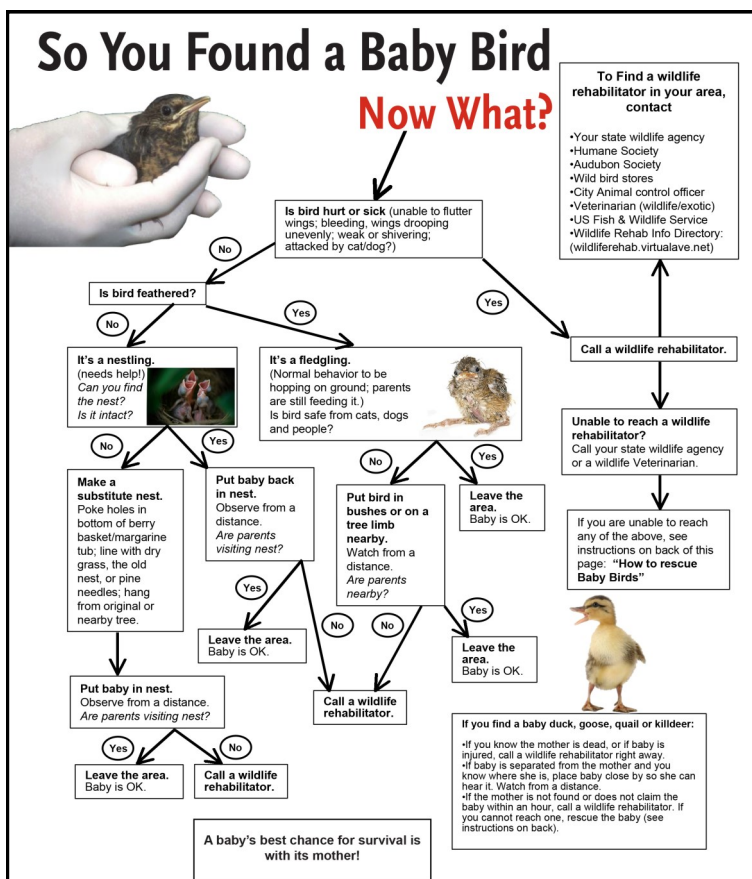 So You Found a Baby Bird
Now What?
To Find a wildlife
rehabilitator in your area,
contact
•Your state wildlife agency
•Humane Society
•Audubon Society
•Wild bird stores
•City Animal control officer
•Veterinarian (wildlife/exotic)
•US Fish & Wildlife Service
•Wildlife Rehab Info Directory:
(wildliferehab.virtualave.net)
Is bird hurt or sick (unable to flutter
wings; bleeding, wings drooping
unevenly; weak or shivering;
attacked by cat/dog?)
No
Yes
Is bird feathered?
No
Yes
Call a wildlife rehabilitator.
It's a nestling.
(needs help!)
Can you find
the nest?
Is it intact?
It's a fledgling.
(Normal behavior to be
hopping on ground; parents
are still feeding it.)
Is bird safe from cats, dogs
and people?
Unable to reach a wildlife
rehabilitator?
Call your state wildlife agency
or a wildlife Veterinarian.
No
Yes
No
Yes
Make a
substitute nest.
Poke holes in
bottom of berry
basket/margarine
tub; line with dry
grass, the old
nest, or pine
needles; hang
from original or
nearby tree.
Put baby back
in nest.
Observe from a
distance.
Are parents
visiting nest?
Put bird in
bushes or on a
tree limb
nearby.
Watch from a
distance.
Are parents
nearby?
Leave the
area.
Baby is OK.
If you are unable to reach
any of the above, see
instructions on back of this
page: “How to rescue
Baby Birds”
Yes
No
No
Yes
Leave the area.
Baby is OK.
Leave the
area.
Baby is OK.
Call a wildlife
rehabilitator.
Put baby in nest.
Observe from a distance.
Are parents visiting nest?
Yes
No
Leave the area.
Baby is OK.
Call a wildlife
rehabilitator.
If you find a baby duck, goose, quail or killdeer:
•If you know the mother is dead, or if baby is
injured, call a wildlife rehabilitator right away.
•If baby is separated from the mother and you
know where she is, place baby close by so she can
hear it. Watch from a distance.
•If the mother is not found or does not claim the
baby within an hour, call a wildlife rehabilitator. If
you cannot reach one, rescue the baby (see
instructions on back).
A baby's best chance for survival is
with its mother!